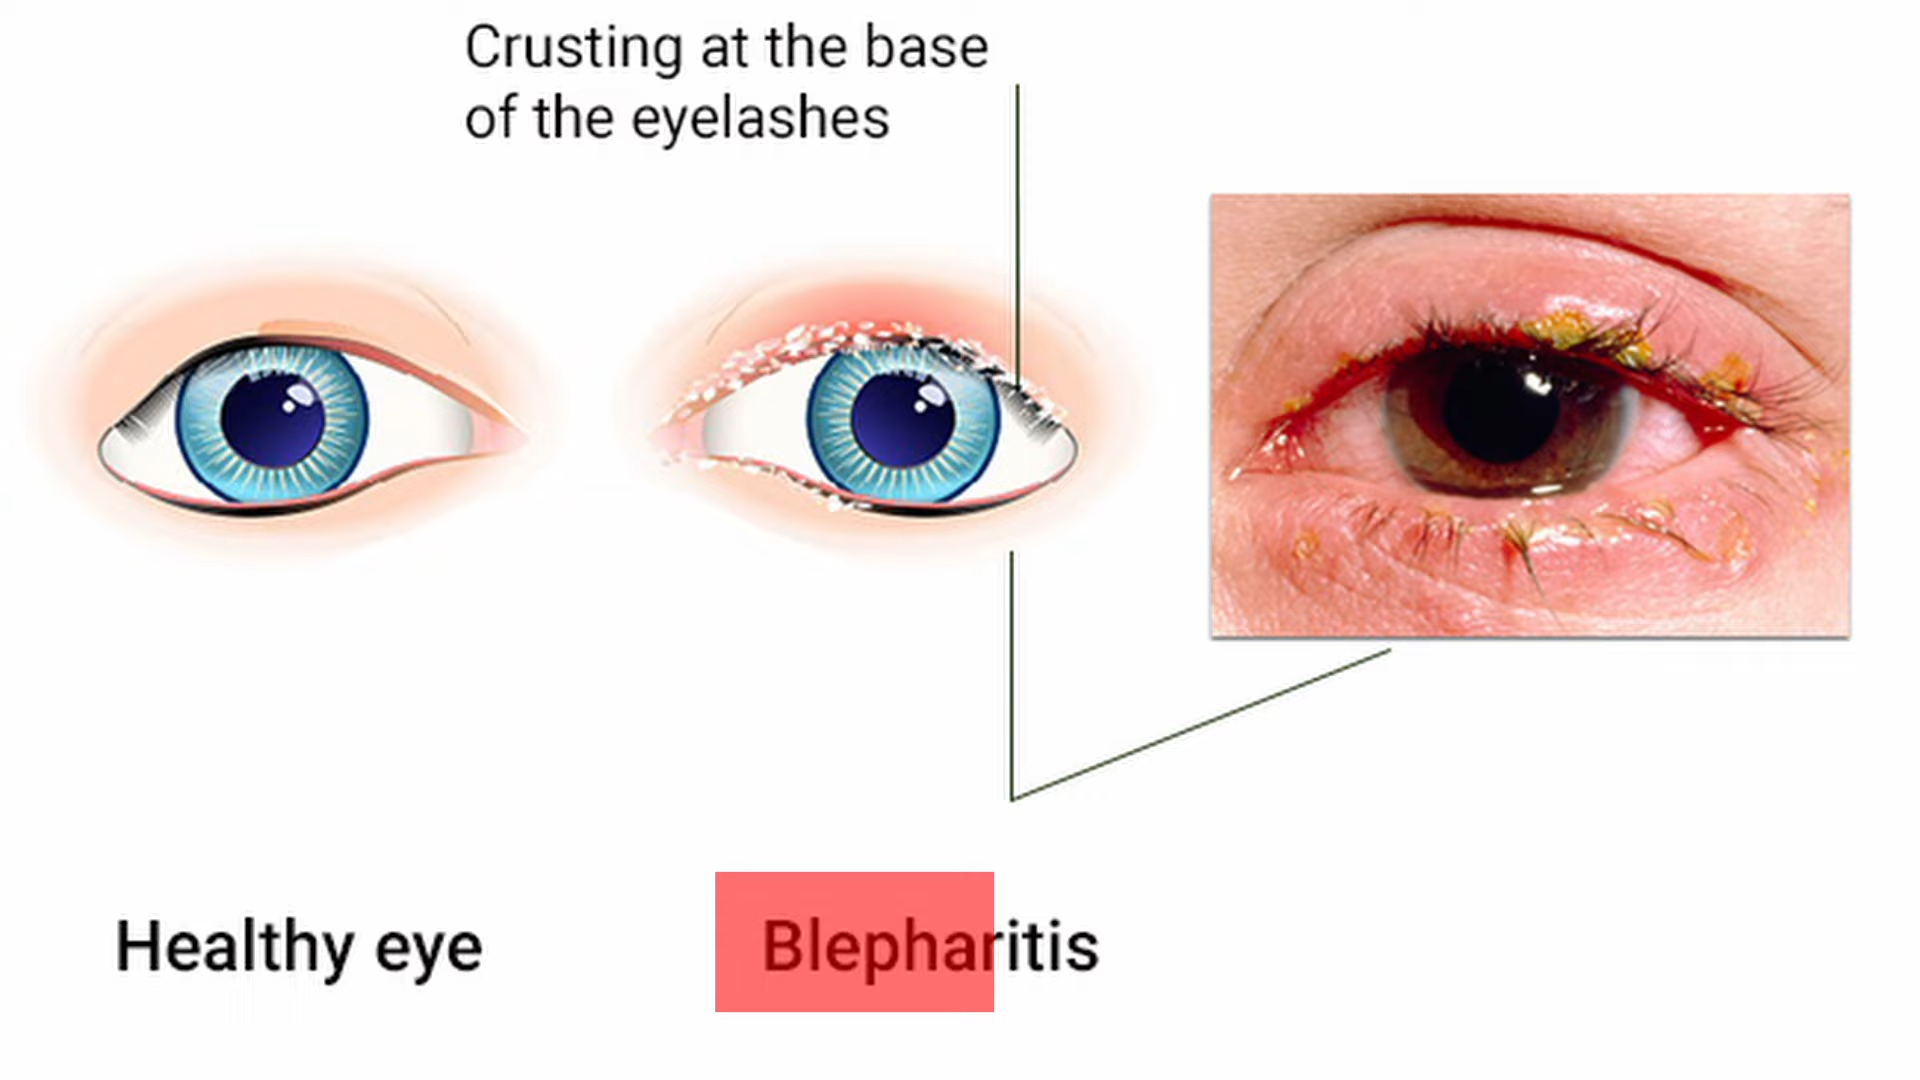 Crusting at the base
of the eyelashes
Healthy eye
Blepharitis